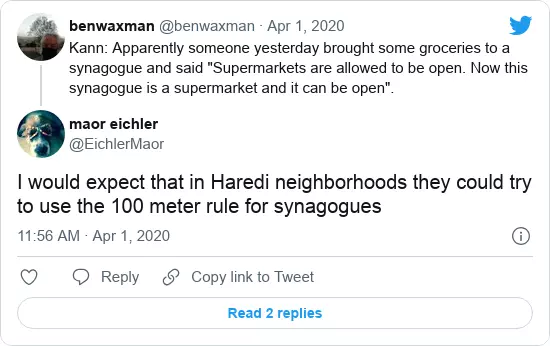 benwaxman @benwaxman · Apr 1, 2020
Kann: Apparently someone yesterday brought some groceries to a
synagogue and said "Supermarkets are allowed to be open. Now this
synagogue is a supermarket and it can be open".
maor eichler
@EichlerMaor
I would expect that in Haredi neighborhoods they could try
to use the 100 meter rule for synagogues
11:56 AM · Apr 1, 2020
Reply Copy link to Tweet
Read 2 replies